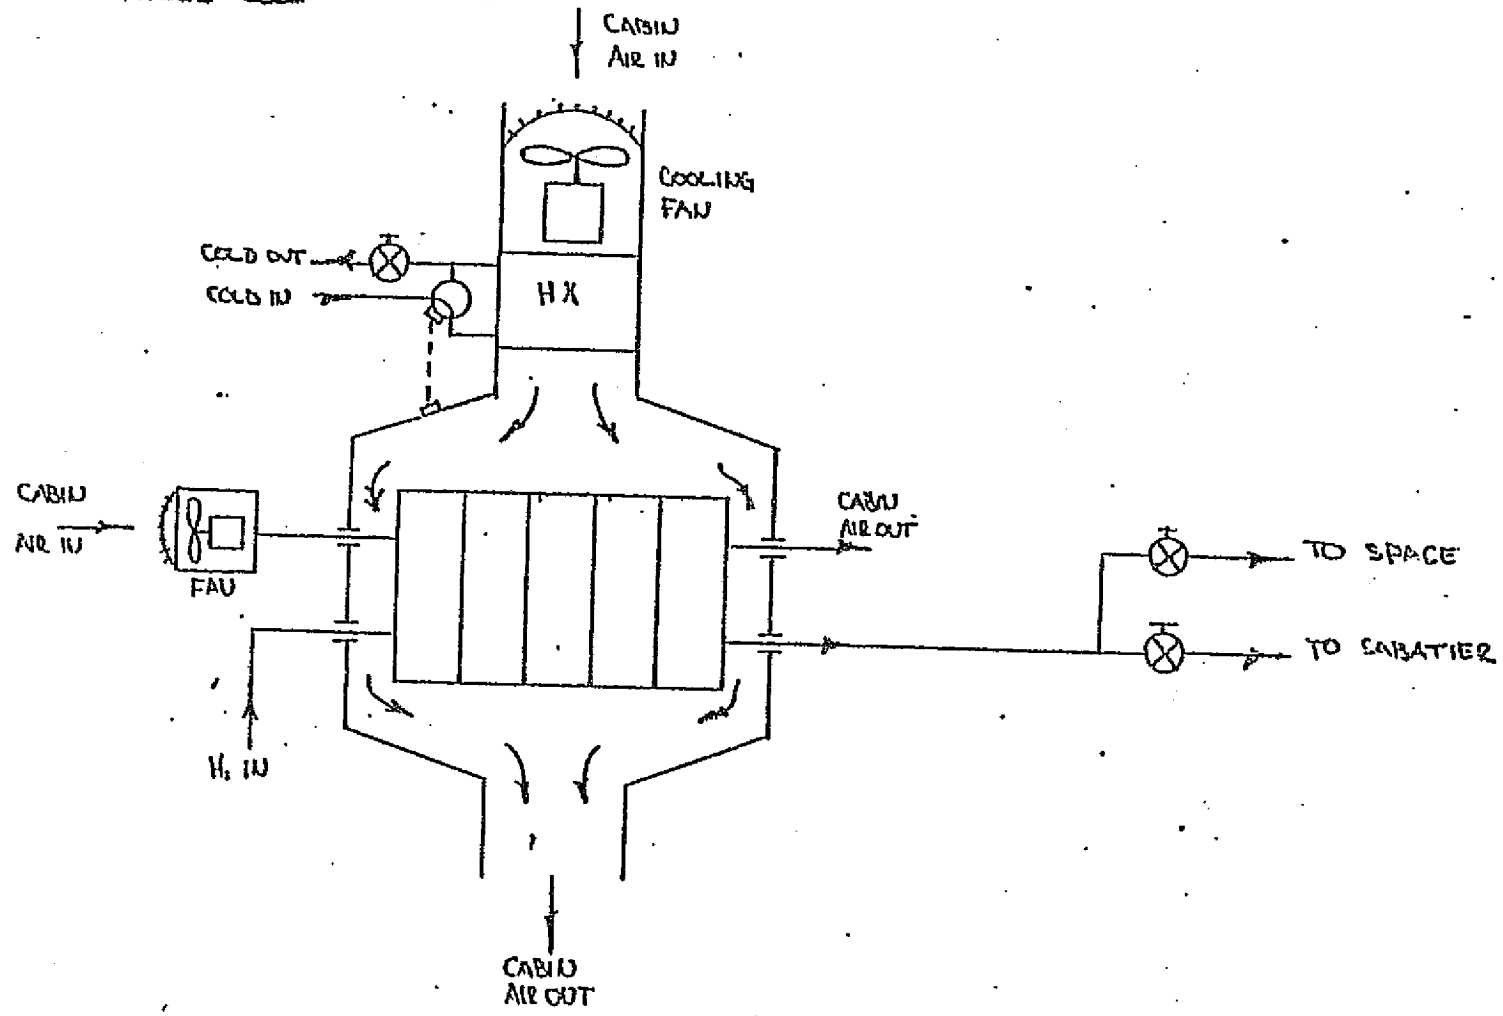 CABIN
AIR IN
COOLING
FAN
COLD OUT
COLD IN
HX
CABIN
AIR IN
FAN
CABIN
AIR OUT
TO SPACE
TO SABATIER
H₂ IN
CABIN
AIR OUT